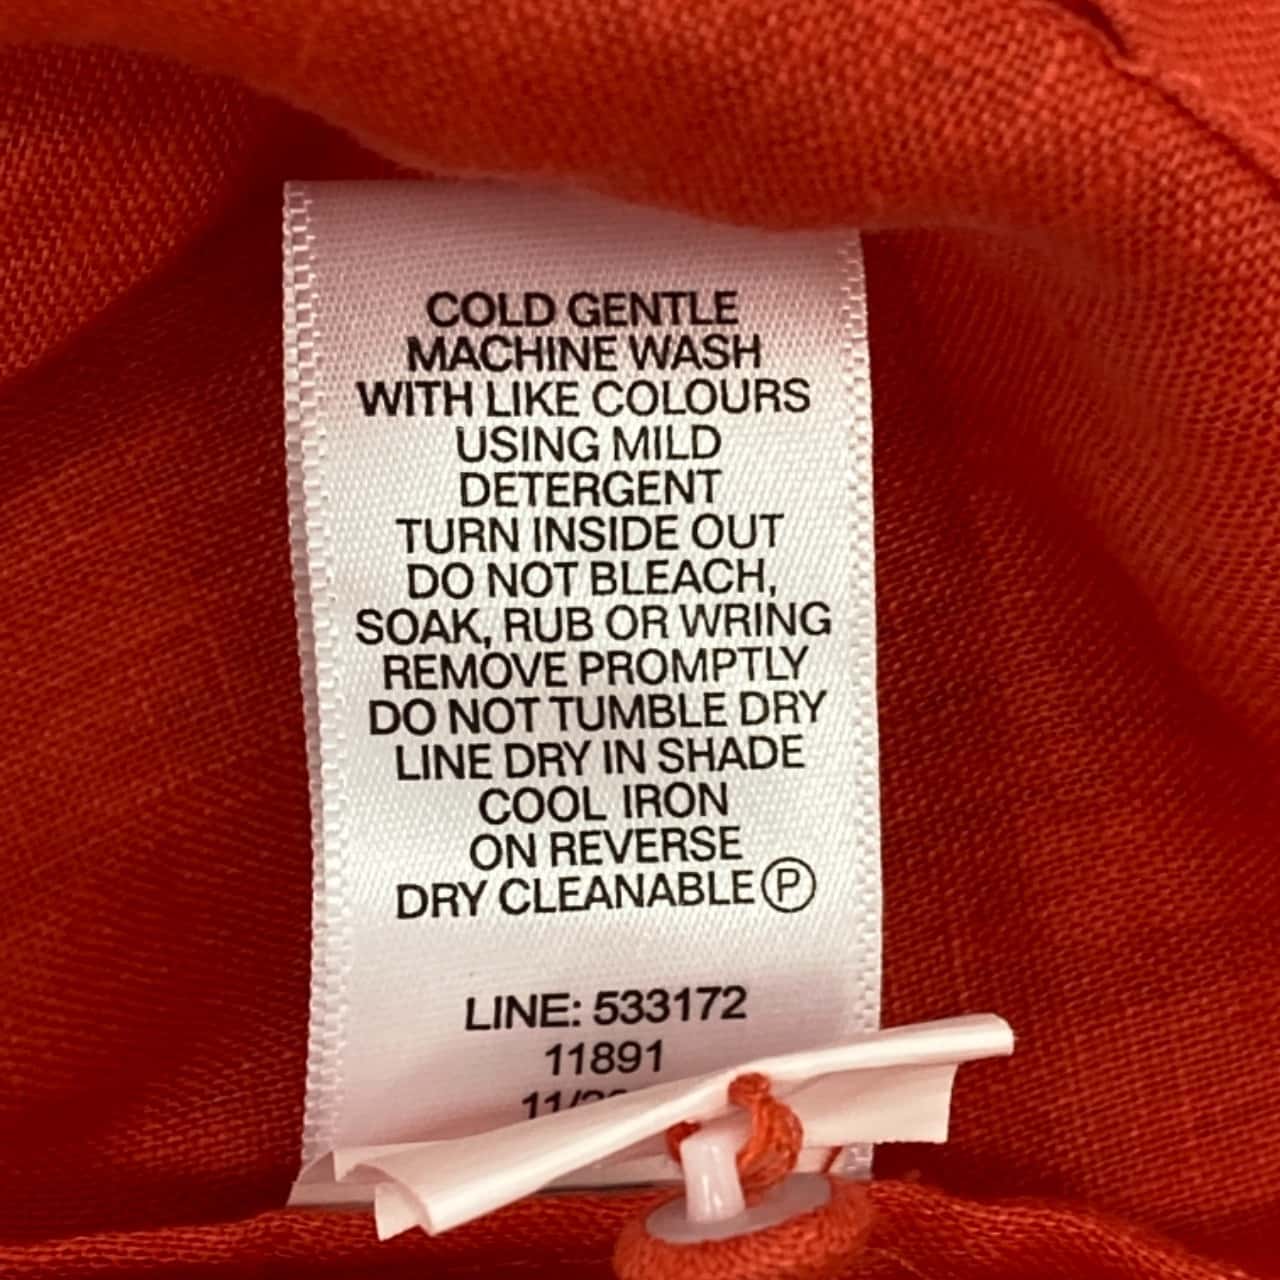 COLD GENTLE
MACHINE WASH
WITH LIKE COLOURS
USING MILD
DETERGENT
TURN INSIDE OUT
DO NOT BLEACH,
SOAK, RUB OR WRING
REMOVE PROMPTLY
DO NOT TUMBLE DRY
LINE DRY IN SHADE
COOL IRON
ON REVERSE
DRY CLEANABLE Ⓟ
LINE: 533172
11891